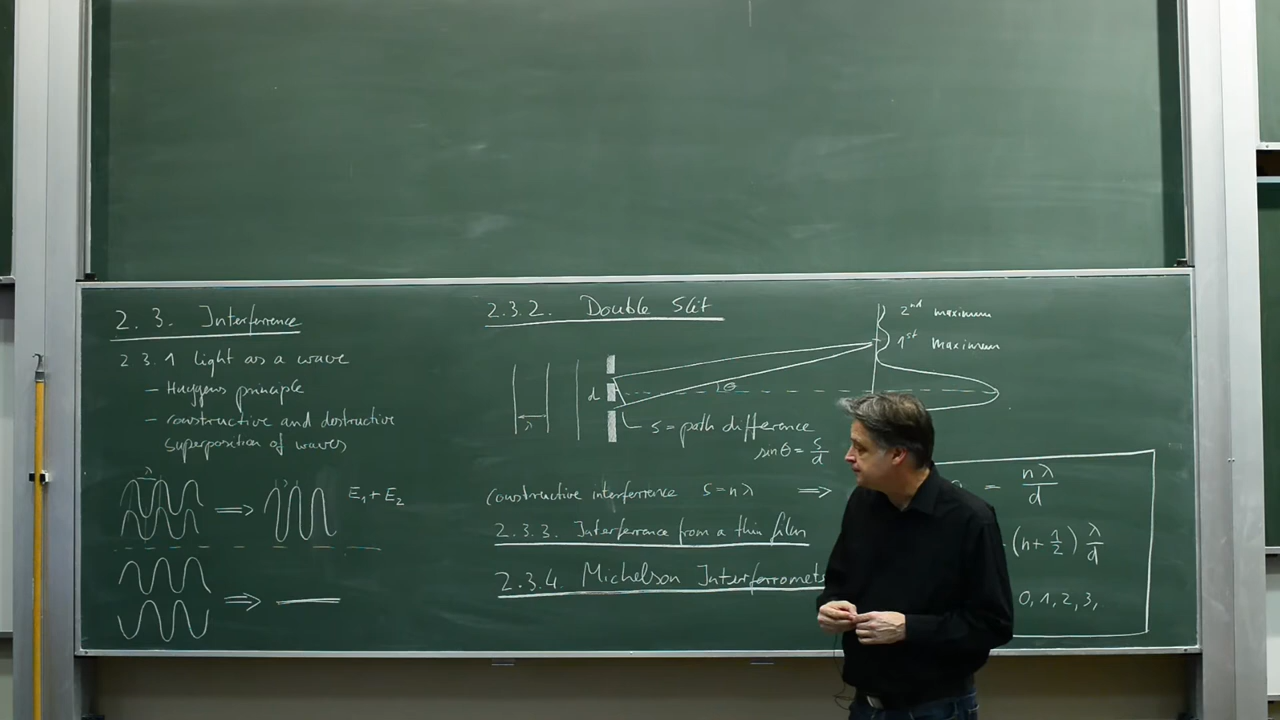 2.3. Interference
2.3.1 Light as a wave
– Huygens principle
– constructive and destructive
superposition of waves
λ
E₁ + E₂
2.3.2. Double Slit
λ
d
θ
s = path difference
sin θ = s/d
2nd maximum
1st maximum
Constructive interference s = n λ ⟹
= nλ/d
(n + 1/2) λ/d
0, 1, 2, 3,
2.3.3. Interference from a thin film
2.3.4. Michelson Interferromet